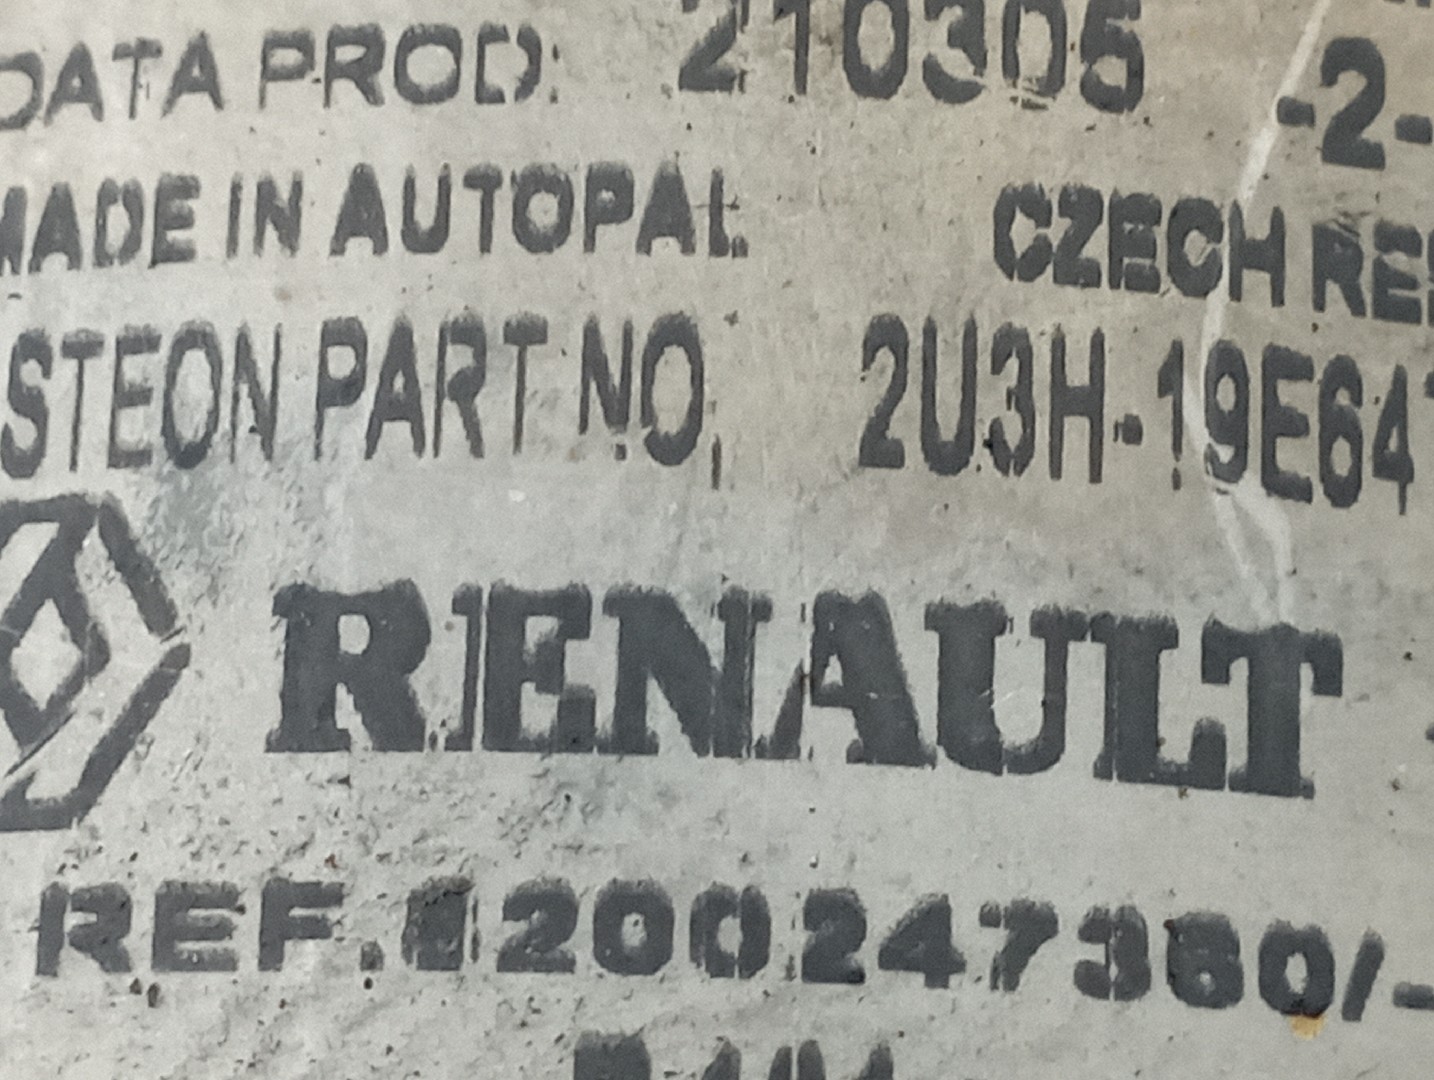 DATA PROD. 210305 -2-
MADE IN AUTOPAL CZECH RE
STEON PART NO. 2U3H-19E64
RENAULT
REF. 8200247360/-